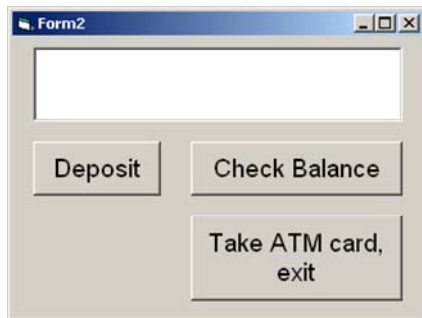 Form2
Deposit
Check Balance
Take ATM card,
exit